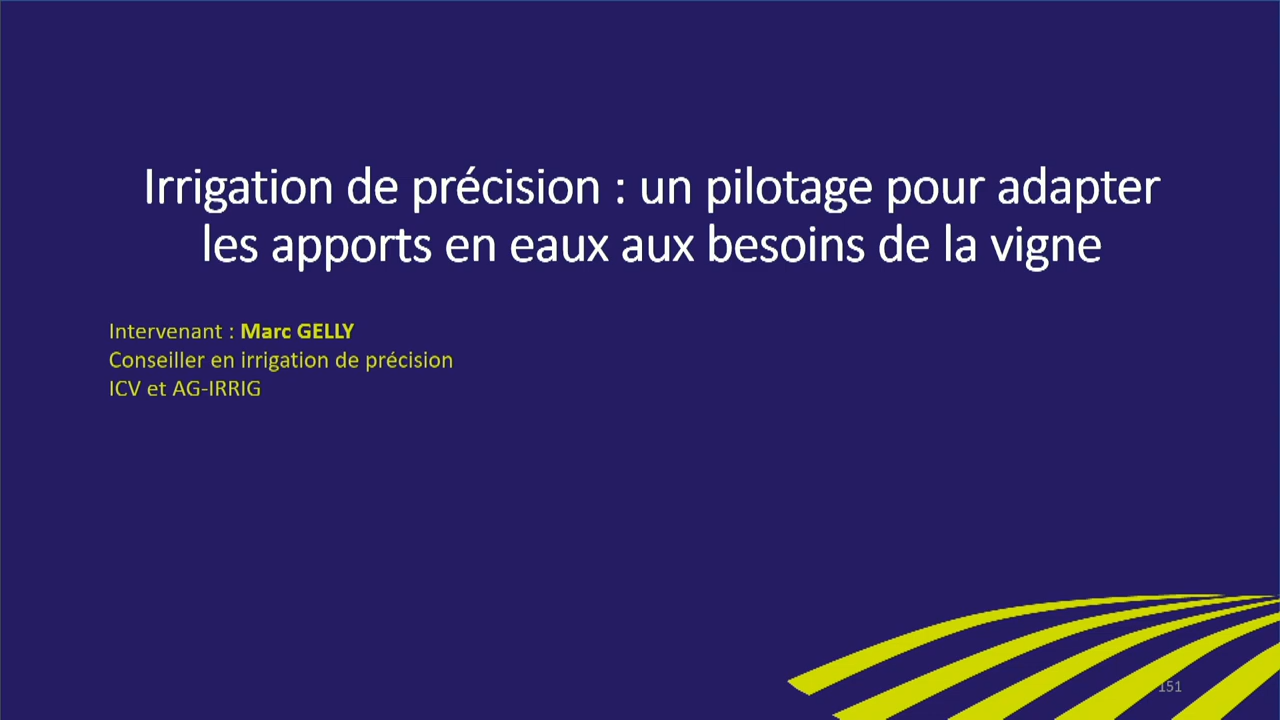 Irrigation de précision : un pilotage pour adapter
les apports en eaux aux besoins de la vigne
Intervenant : Marc GELLY
Conseiller en irrigation de précision
ICV et AG-IRRIG
151